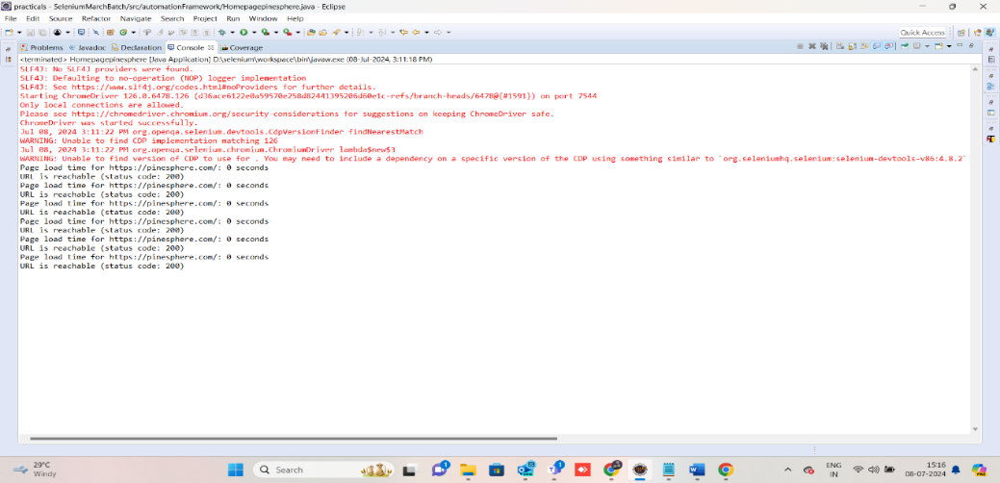 practicals - SeleniumMarchBatch/src/automationFramework/Homepagepinesphere.java - Eclipse
File Edit Source Refactor Navigate Search Project Run Window Help
Quick Access
Problems Javadoc Declaration Console Coverage
<terminated> Homepagepinesphere [Java Application] D:\selenium\workspace\bin\javaw.exe (08-Jul-2024, 3:11:18 PM)
SLF4J: No SLF4J providers were found.
SLF4J: Defaulting to no-operation (NOP) logger implementation
SLF4J: See https://www.slf4j.org/codes.html#noProviders for further details.
Starting ChromeDriver 126.0.6478.126 (d36ace6122e0a59570e258d82441395206d60e1c-refs/branch-heads/6478@{#1591}) on port 7544
Only local connections are allowed.
Please see https://chromedriver.chromium.org/security-considerations for suggestions on keeping ChromeDriver safe.
ChromeDriver was started successfully.
Jul 08, 2024 3:11:22 PM org.openqa.selenium.devtools.CdpVersionFinder findNearestMatch
WARNING: Unable to find CDP implementation matching 126
Jul 08, 2024 3:11:22 PM org.openqa.selenium.chromium.ChromiumDriver lambda$new$3
WARNING: Unable to find version of CDP to use for . You may need to include a dependency on a specific version of the CDP using something similar to `org.seleniumhq.selenium:selenium-devtools-v86:4.8.2`
Page load time for https://pinesphere.com/: 0 seconds
URL is reachable (status code: 200)
Page load time for https://pinesphere.com/: 0 seconds
URL is reachable (status code: 200)
Page load time for https://pinesphere.com/: 0 seconds
URL is reachable (status code: 200)
Page load time for https://pinesphere.com/: 0 seconds
URL is reachable (status code: 200)
Page load time for https://pinesphere.com/: 0 seconds
URL is reachable (status code: 200)
Page load time for https://pinesphere.com/: 0 seconds
URL is reachable (status code: 200)
29°C
Windy
Search
ENG
IN
15:16
08-07-2024